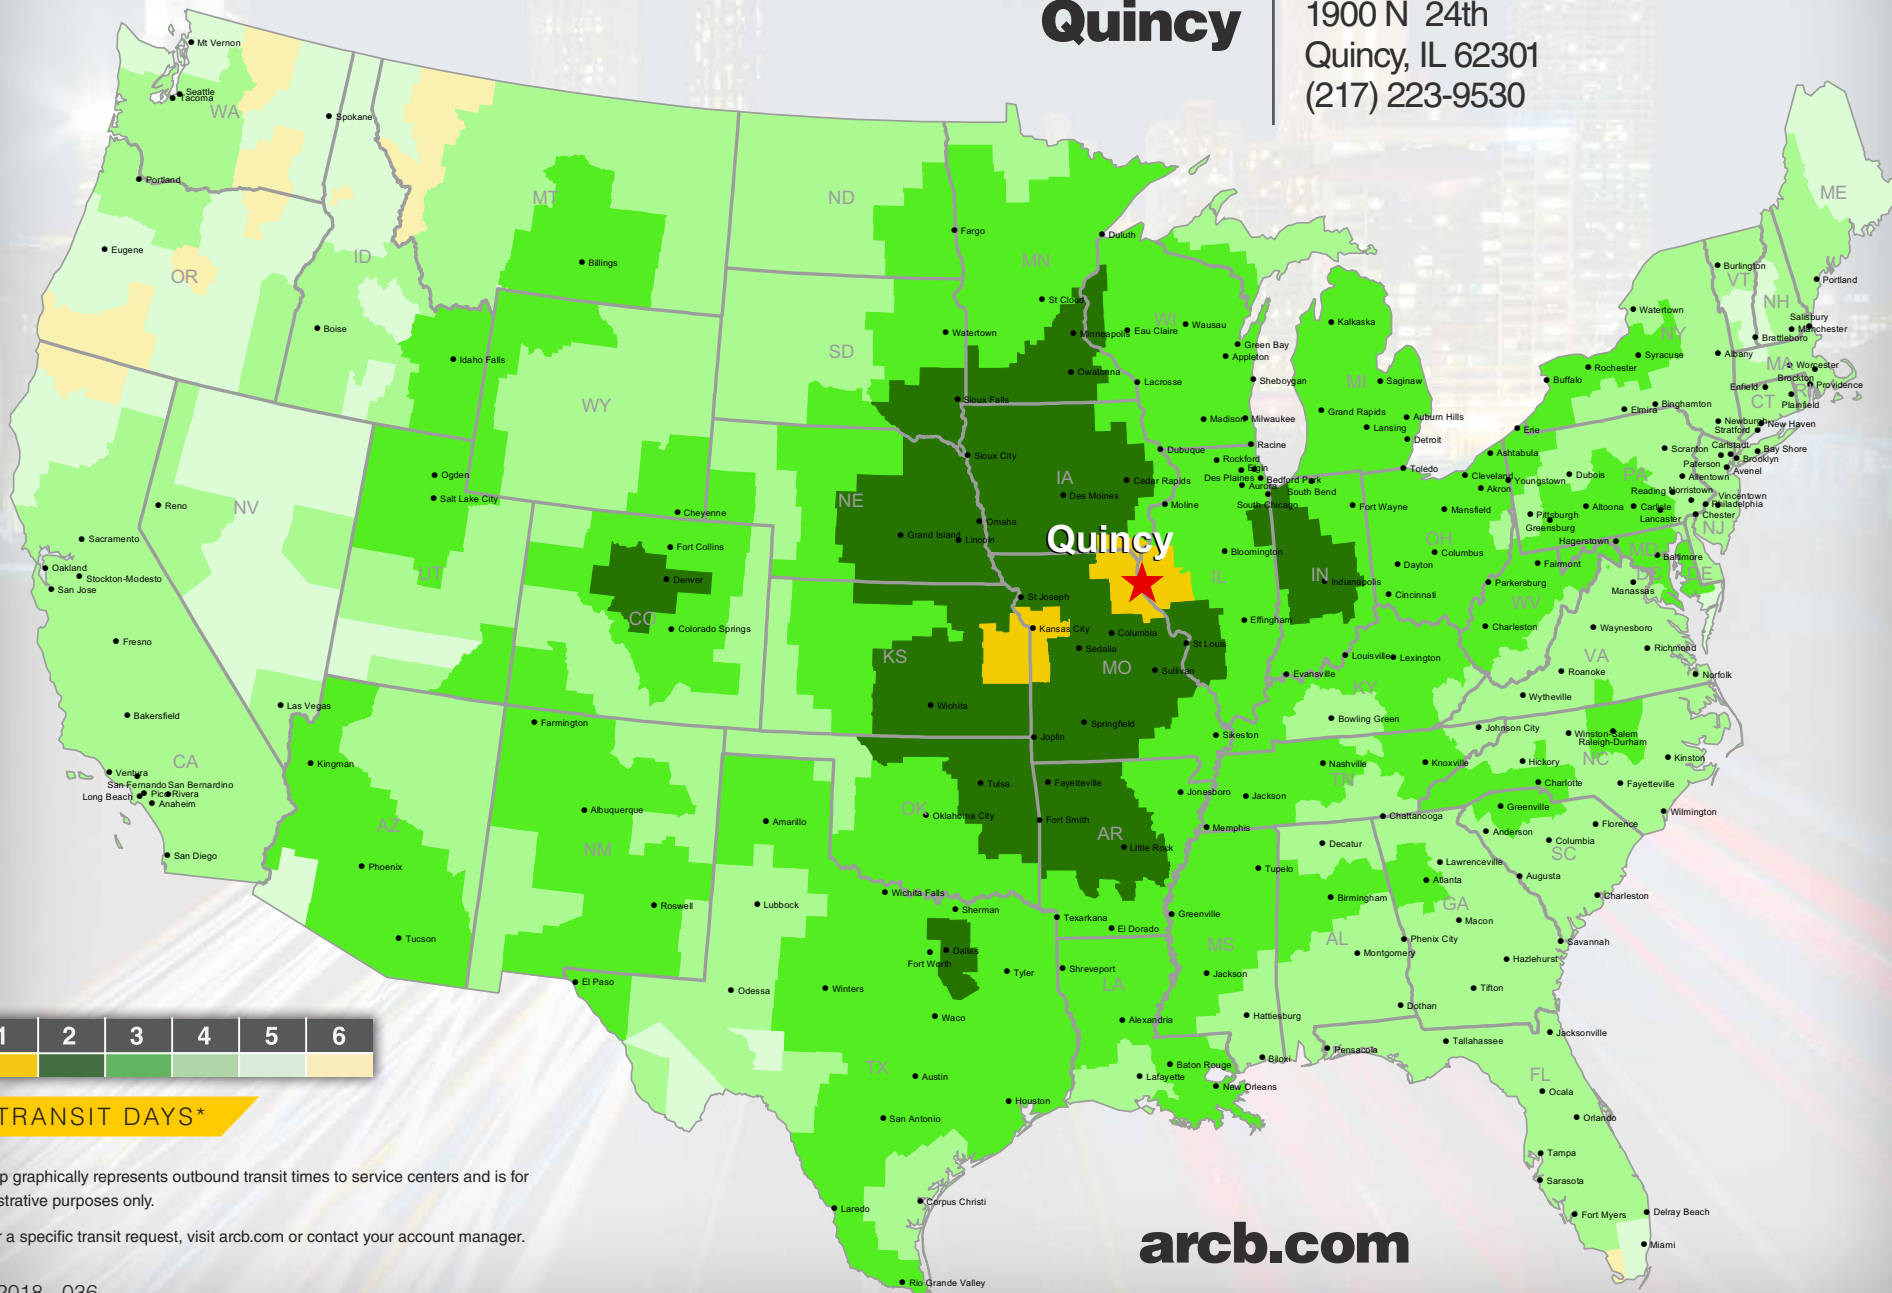 Quincy
1900 N 24th
Quincy, IL 62301
(217) 223-9530
Mt Vernon
Seattle
Tacoma
WA
Spokane
Portland
Eugene
OR
ID
Boise
Idaho Falls
MT
Billings
ND
Fargo
MN
Duluth
St Cloud
Minneapolis
Owatonna
Watertown
SD
Sioux Falls
WY
Cheyenne
NV
Reno
Sacramento
Oakland
Stockton-Modesto
San Jose
Fresno
Bakersfield
CA
Ventura
San Fernando
San Bernardino
Pico Rivera
Long Beach
Anaheim
San Diego
Las Vegas
Ogden
Salt Lake City
UT
Fort Collins
Denver
CO
Colorado Springs
Kingman
AZ
Phoenix
Tucson
Farmington
Albuquerque
NM
Roswell
El Paso
NE
Grand Island
Lincoln
Omaha
Sioux City
IA
Des Moines
Cedar Rapids
Dubuque
Moline
Quincy
St Joseph
Kansas City
KS
Wichita
Columbia
Sedalia
MO
St Louis
Sullivan
Springfield
Joplin
Sikeston
Tulsa
OK
Oklahoma City
Fayetteville
Fort Smith
AR
Little Rock
Jonesboro
Texarkana
El Dorado
Amarillo
Lubbock
Wichita Falls
Sherman
Dallas
Fort Worth
Tyler
Odessa
Winters
Waco
TX
Austin
Houston
San Antonio
Corpus Christi
Laredo
Rio Grande Valley
Shreveport
LA
Alexandria
Baton Rouge
Lafayette
New Orleans
WI
Eau Claire
Wausau
Green Bay
Appleton
Lacrosse
Sheboygan
Madison
Milwaukee
Racine
Rockford
Elgin
Des Plaines
Bedford Park
Aurora
South Chicago
Bloomington
IL
Effingham
Kalkaska
MI
Saginaw
Grand Rapids
Lansing
Auburn Hills
Detroit
South Bend
Fort Wayne
IN
Indianapolis
Evansville
Toledo
Cleveland
Ashtabula
Akron
Youngstown
Mansfield
OH
Columbus
Dayton
Cincinnati
Louisville
Lexington
KY
Bowling Green
Parkersburg
Fairmont
WV
Charleston
Nashville
Knoxville
TN
Jackson
Memphis
Chattanooga
Johnson City
Tupelo
Greenville
MS
Jackson
Hattiesburg
Biloxi
Decatur
Birmingham
AL
Montgomery
Dothan
Phenix City
Lawrenceville
Atlanta
GA
Macon
Augusta
Savannah
Hazlehurst
Tifton
Pensacola
Tallahassee
Jacksonville
FL
Ocala
Orlando
Tampa
Sarasota
Fort Myers
Delray Beach
Miami
VA
Waynesboro
Richmond
Roanoke
Norfolk
Wytheville
Winston-Salem
Raleigh-Durham
NC
Hickory
Kinston
Charlotte
Fayetteville
Wilmington
Greenville
Anderson
Florence
Columbia
SC
Charleston
Erie
Buffalo
Rochester
Syracuse
Watertown
NY
Elmira
Binghamton
Albany
Newburgh
PA
Dubois
Pittsburgh
Greensburg
Altoona
Carlisle
Lancaster
Reading
Norristown
Scranton
Allentown
Philadelphia
Chester
Vincentown
NJ
Carlstadt
Paterson
Brooklyn
Avenel
Bay Shore
Hagerstown
MD
Baltimore
DC
DE
Manassas
Burlington
VT
NH
ME
Portland
Salisbury
Manchester
Brattleboro
MA
Worcester
Brockton
RI
Providence
Enfield
CT
Plainfield
Stratford
New Haven
1 2 3 4 5 6
TRANSIT DAYS*
p graphically represents outbound transit times to service centers and is for
strative purposes only.
a specific transit request, visit arcb.com or contact your account manager.
arcb.com